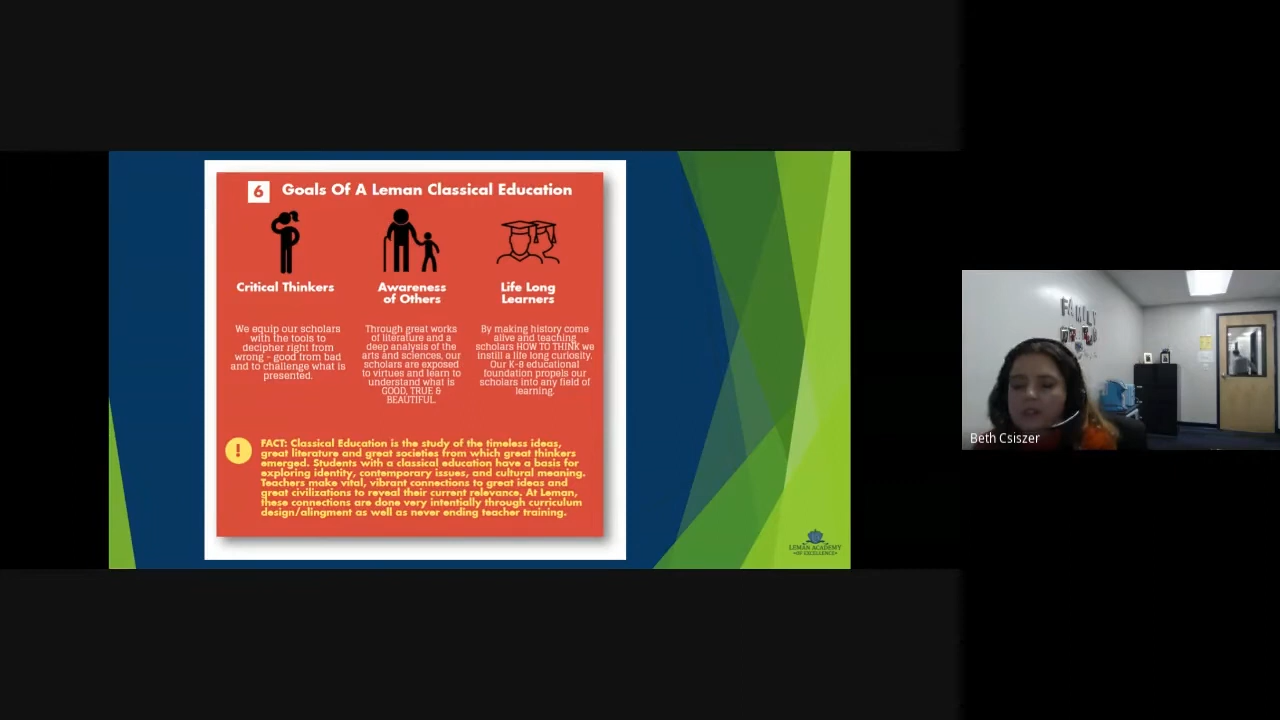 6 Goals Of A Leman Classical Education
Critical Thinkers
We equip our scholars
with the tools to
decipher right from
wrong - good from bad
and to challenge what is
presented.
Awareness
of Others
Through great works
of literature and a
deep analysis of the
arts and sciences, our
scholars are exposed
to virtues and learn to
understand what is
GOOD, TRUE &
BEAUTIFUL.
Life Long
Learners
By making history come
alive and teaching
scholars HOW TO THINK we
instill a life long curiosity.
Our K-8 educational
foundation propels our
scholars into any field of
learning.
! FACT: Classical Education is the study of the timeless ideas,
great literature and great societies from which great thinkers
emerged. Students with a classical education have a basis for
exploring identity, contemporary issues, and cultural meaning.
Teachers make vital, vibrant connections to great ideas and
great civilizations to reveal their current relevance. At Leman,
these connections are done very intentially through curriculum
design/alingment as well as never ending teacher training.
LEMAN ACADEMY
OF EXCELLENCE
FAMILY
Beth Csiszer